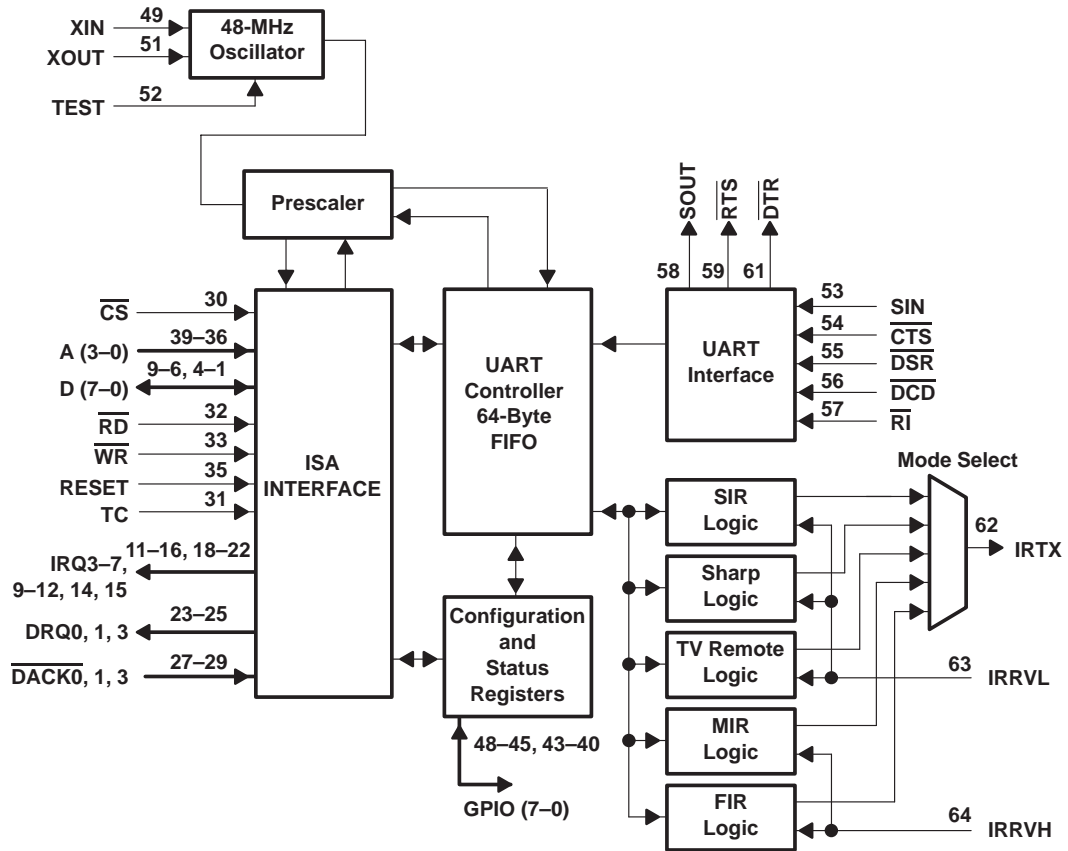 XIN
49
XOUT
51
TEST
52
48-MHz
Oscillator
Prescaler
SOUT
RTS
DTR
58
59
61
CS
30
A (3–0)
39–36
D (7–0)
9–6, 4–1
RD
32
WR
33
RESET
35
TC
31
IRQ3–7,
9–12, 14, 15
11–16, 18–22
DRQ0, 1, 3
23–25
DACK0, 1, 3
27–29
ISA
INTERFACE
UART
Controller
64-Byte
FIFO
UART
Interface
53
SIN
54
CTS
55
DSR
56
DCD
57
RI
Configuration
and
Status
Registers
48–45, 43–40
GPIO (7–0)
Mode Select
SIR
Logic
Sharp
Logic
TV Remote
Logic
MIR
Logic
FIR
Logic
62
IRTX
63
IRRVL
64
IRRVH